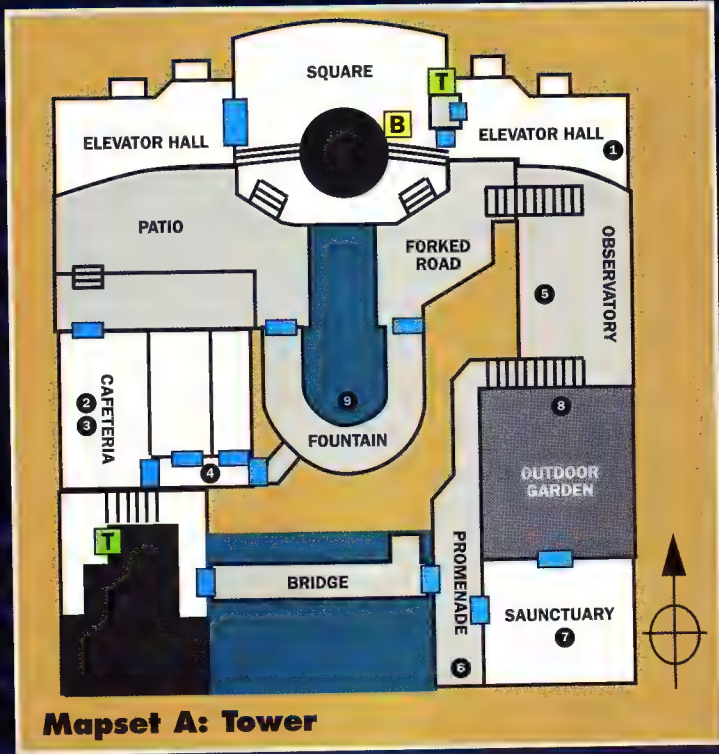 SQUARE
T
B
ELEVATOR HALL
ELEVATOR HALL
1
PATIO
FORKED
ROAD
OBSERVATORY
5
CAFETERIA
2
3
4
9
FOUNTAIN
8
OUTDOOR
GARDEN
T
BRIDGE
PROMENADE
6
SAUNCTUARY
7
Mapset A: Tower